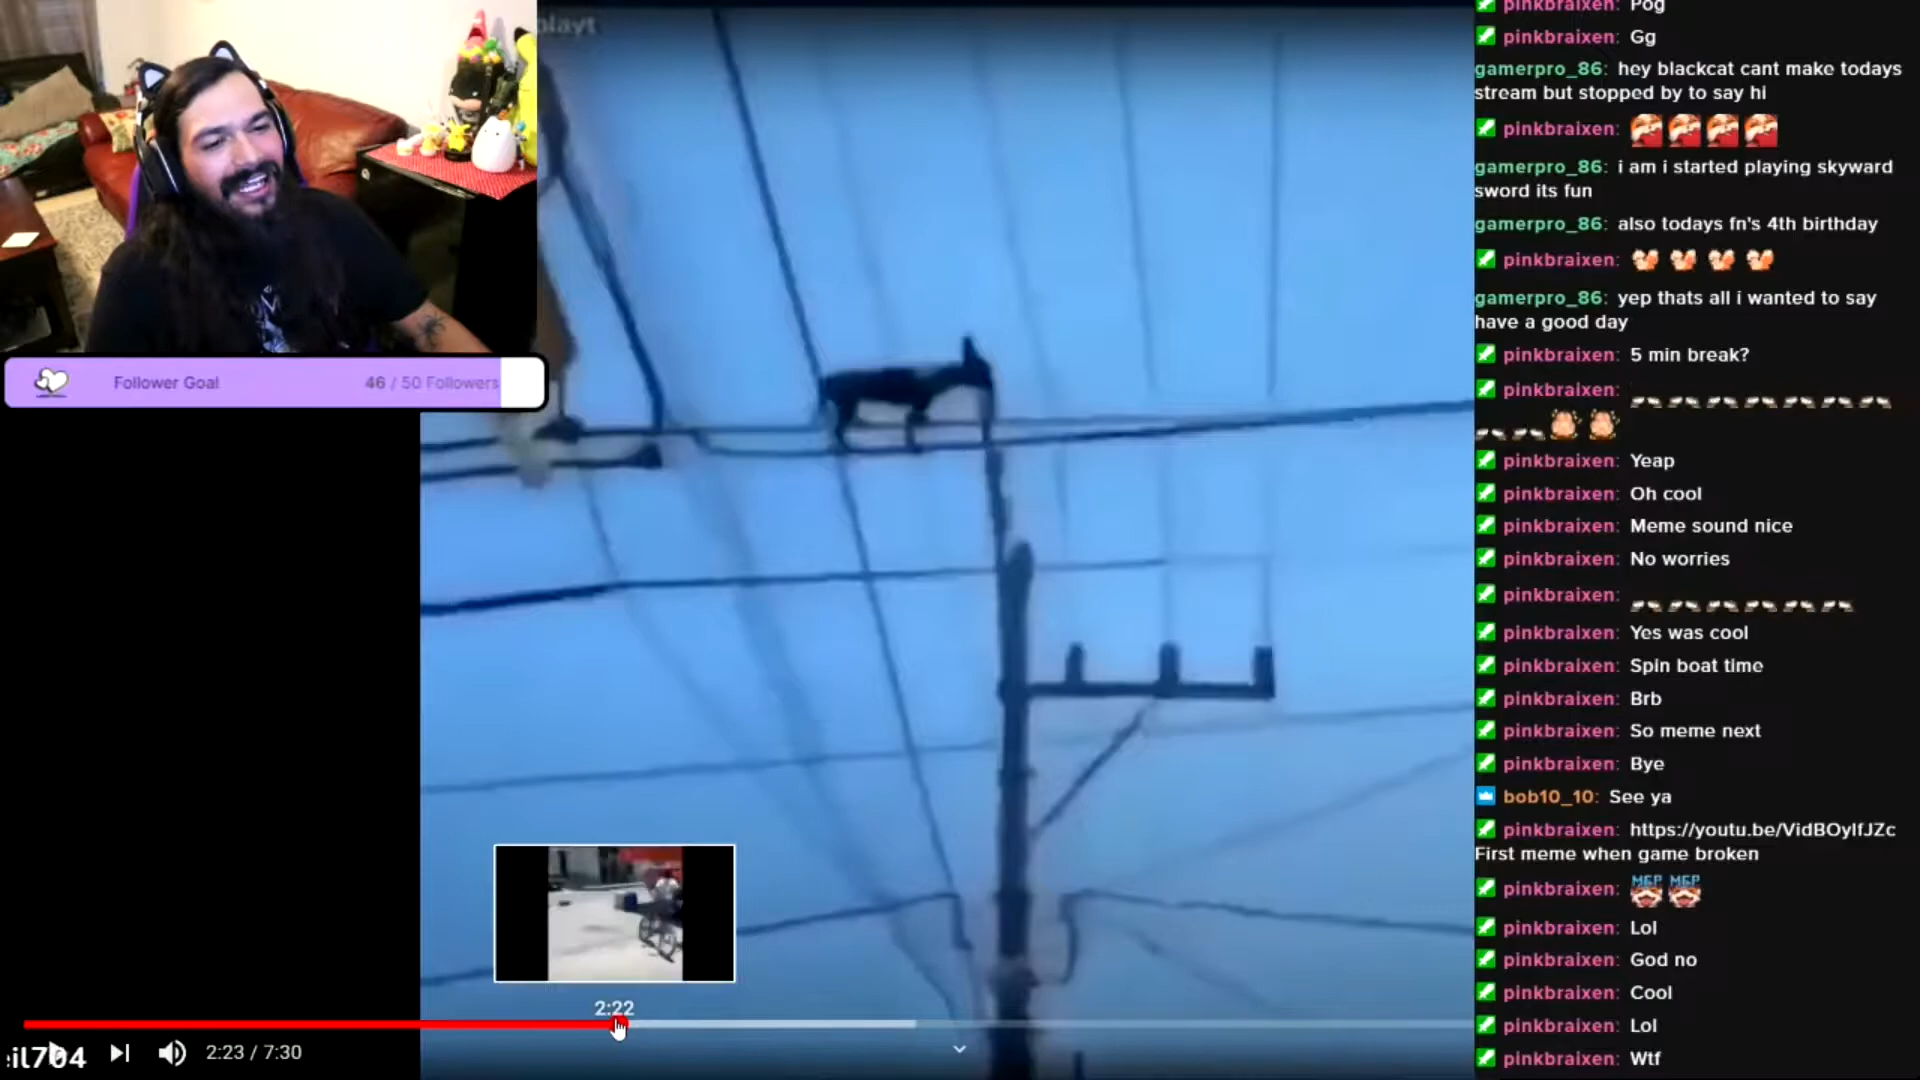 playt
Follower Goal
46 / 50 Followers
2:22
2:23 / 7:30
pinkbraixen: Pog
pinkbraixen: Gg
gamerpro_86: hey blackcat cant make todays
stream but stopped by to say hi
pinkbraixen:
gamerpro_86: i am i started playing skyward
sword its fun
gamerpro_86: also todays fn's 4th birthday
pinkbraixen:
gamerpro_86: yep thats all i wanted to say
have a good day
pinkbraixen: 5 min break?
pinkbraixen:
pinkbraixen: Yeap
pinkbraixen: Oh cool
pinkbraixen: Meme sound nice
pinkbraixen: No worries
pinkbraixen:
pinkbraixen: Yes was cool
pinkbraixen: Spin boat time
pinkbraixen: Brb
pinkbraixen: So meme next
pinkbraixen: Bye
bob10_10: See ya
pinkbraixen: https://youtu.be/VidBOylfJZc
First meme when game broken
pinkbraixen:
pinkbraixen: Lol
pinkbraixen: God no
pinkbraixen: Cool
pinkbraixen: Lol
pinkbraixen: Wtf